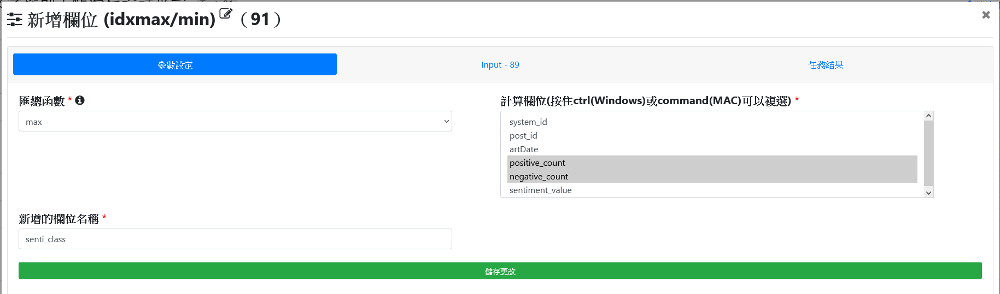 新增欄位 (idxmax/min) （91）
參數設定
Input - 89
任務結果
匯總函數 *
max
計算欄位(按住ctrl(Windows)或command(MAC)可以複選) *
system_id
post_id
artDate
positive_count
negative_count
sentiment_value
新增的欄位名稱 *
senti_class
儲存更改